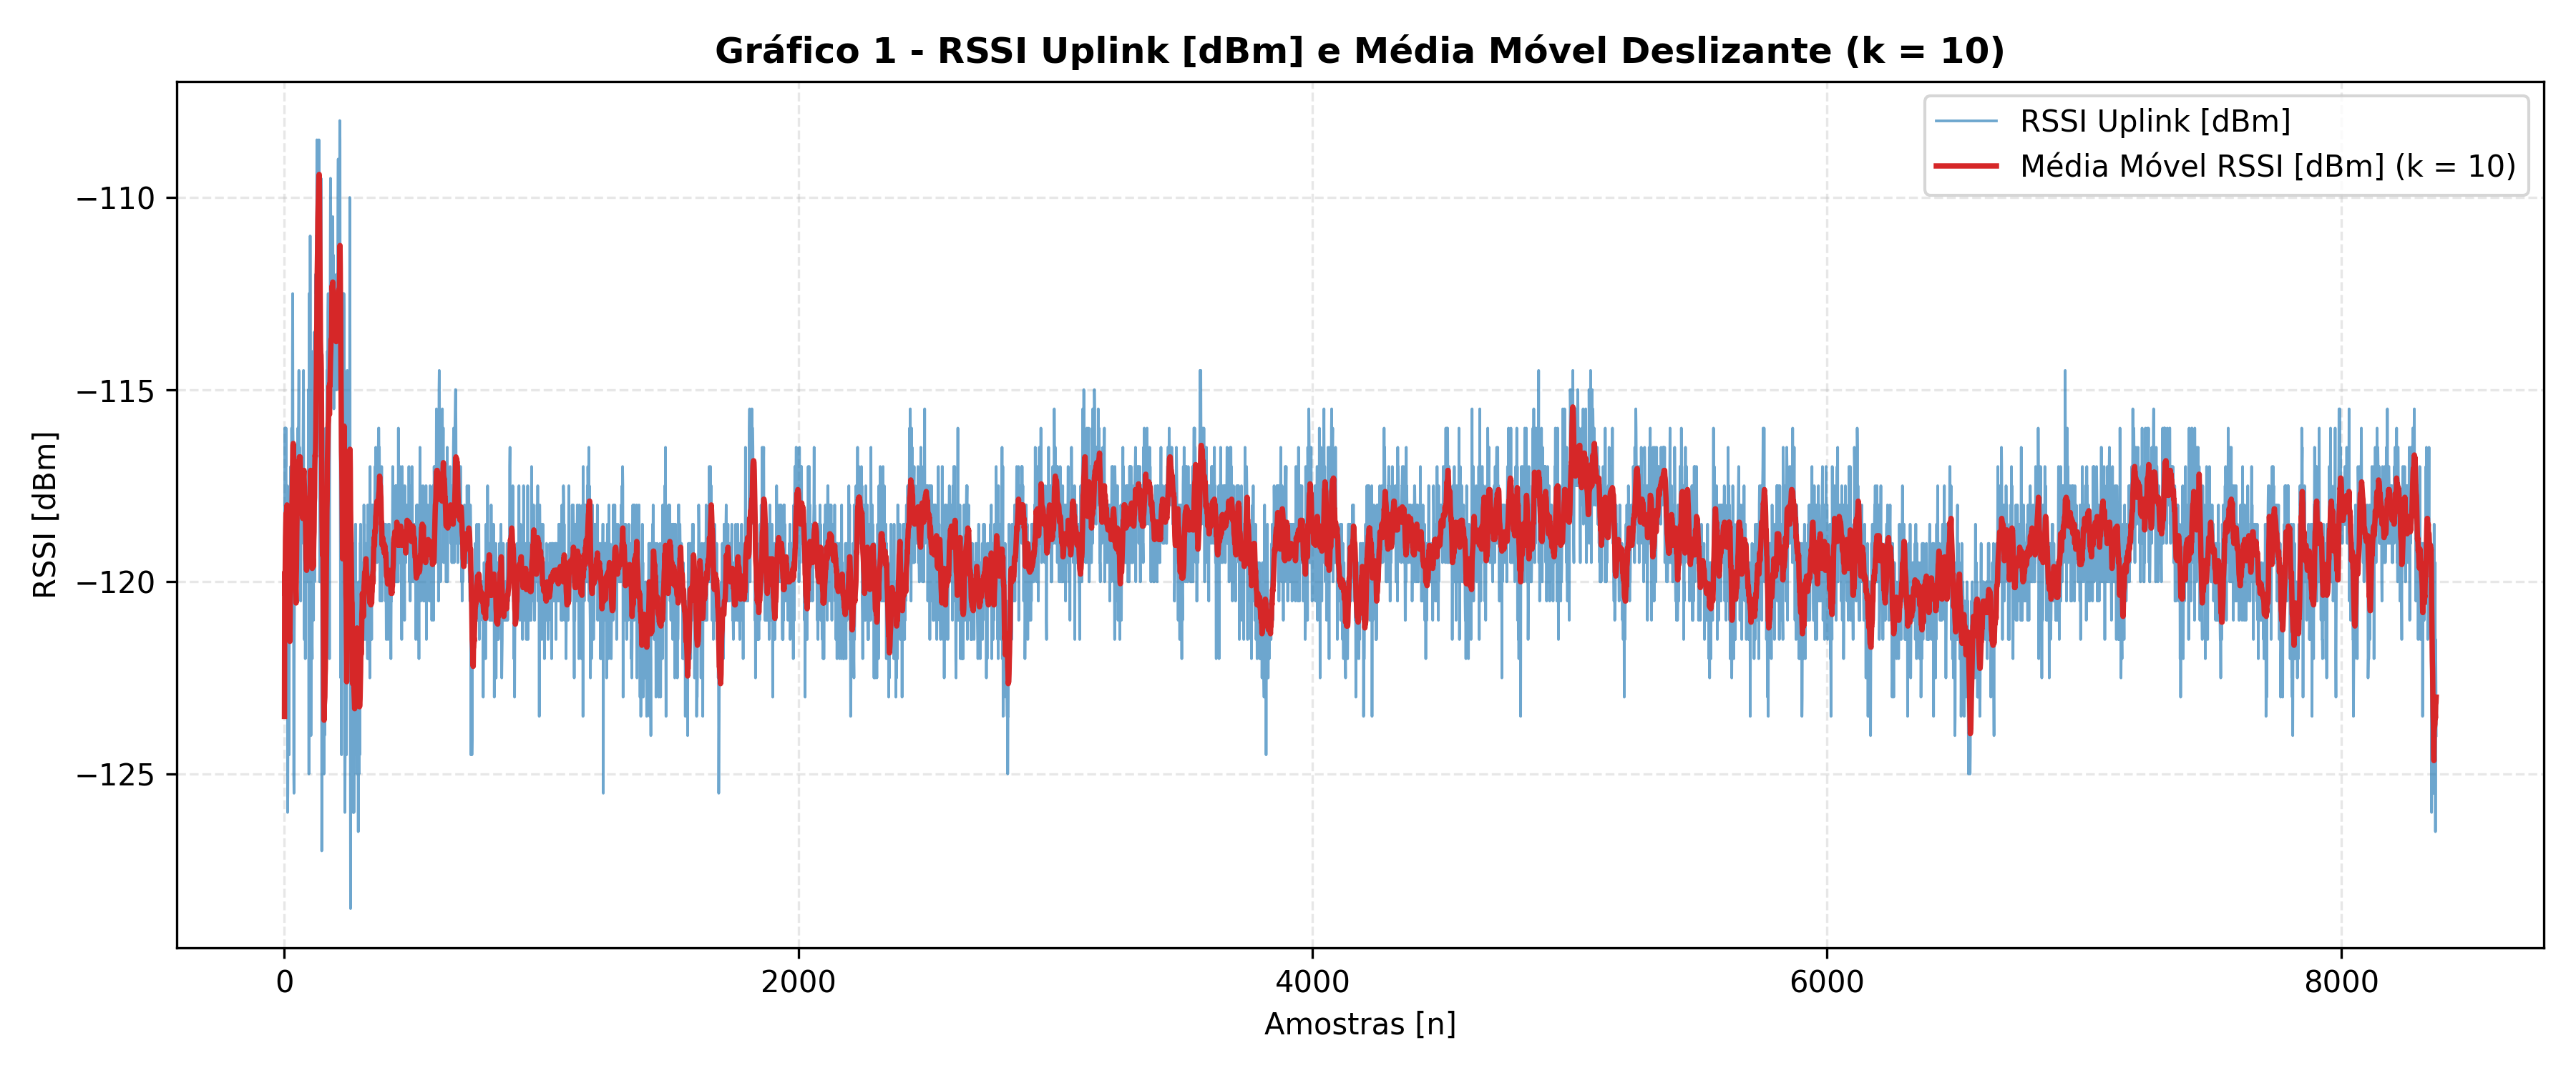 Gráfico 1 - RSSI Uplink [dBm] e Média Móvel Deslizante (k = 10)
RSSI Uplink [dBm]
Média Móvel RSSI [dBm] (k = 10)
RSSI [dBm]
−110
−115
−120
−125
0 2000 4000 6000 8000
Amostras [n]